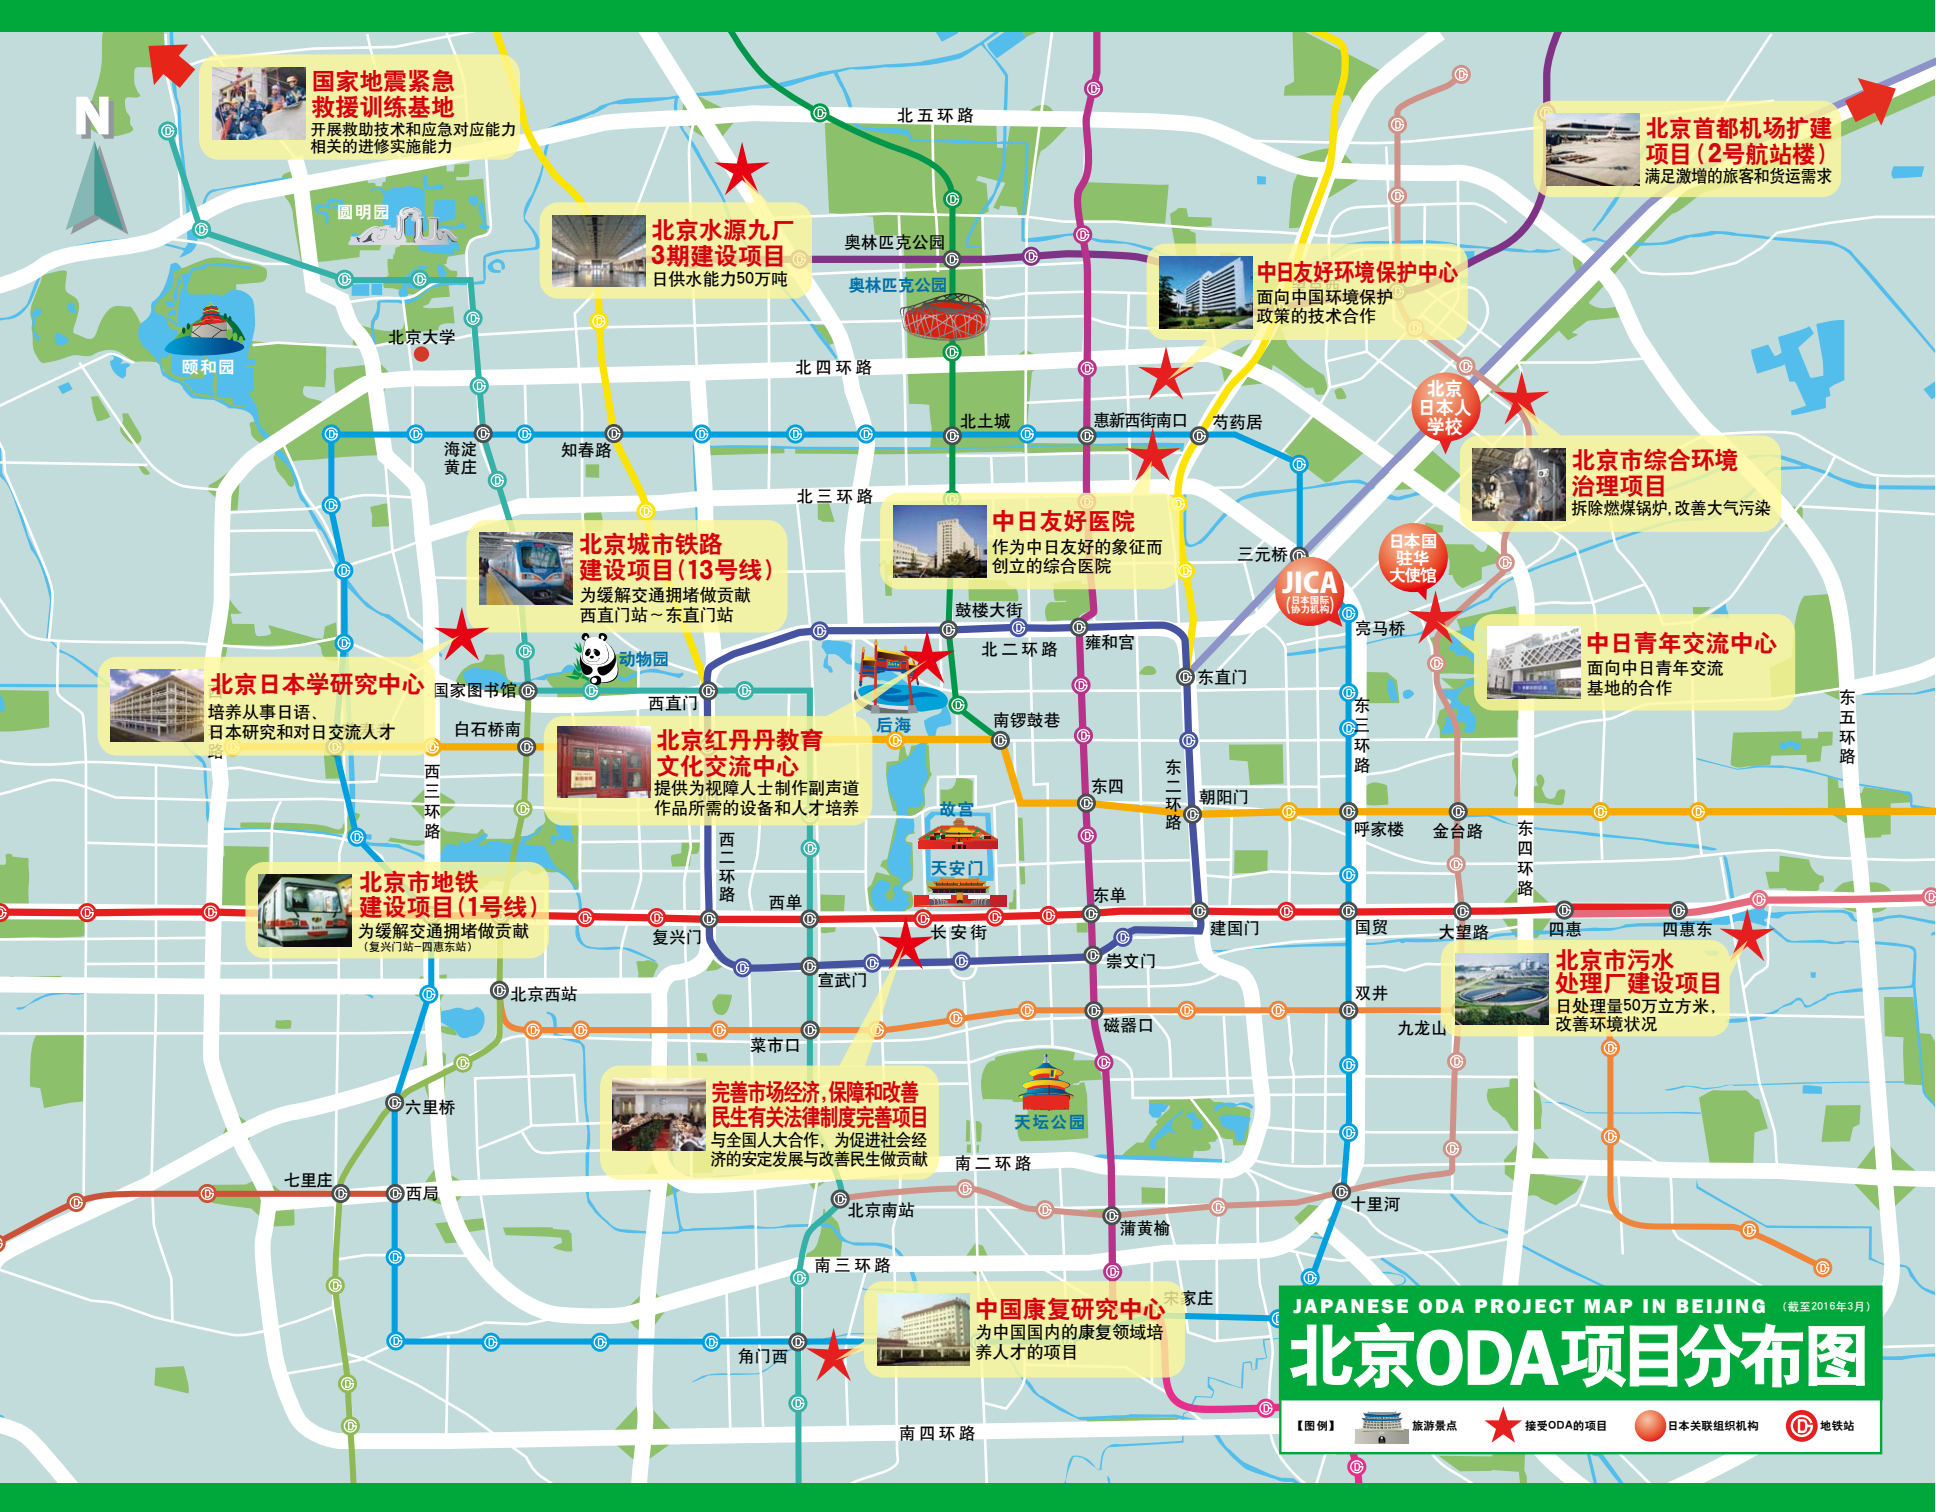 N
国家地震紧急
救援训练基地
开展救助技术和应急对应能力
相关的进修实施能力
北五环路
北京首都机场扩建
项目(2号航站楼)
满足激增的旅客和货运需求
圆明园
北京水源九厂
3期建设项目
日供水能力50万吨
奥林匹克公园
奥林匹克公园
中日友好环境保护中心
面向中国环境保护
政策的技术合作
北京大学
颐和园
北四环路
北京
日本人
学校
海淀
黄庄
知春路
北土城
惠新西街南口
芍药居
北京市综合环境
治理项目
拆除燃煤锅炉,改善大气污染
北三环路
中日友好医院
作为中日友好的象征而
创立的综合医院
北京城市铁路
建设项目(13号线)
为缓解交通拥堵做贡献
西直门站～东直门站
三元桥
日本国
驻华
大使馆
JICA
(日本国际)
(协力机构)
鼓楼大街
北二环路
雍和宫
亮马桥
中日青年交流中心
面向中日青年交流
基地的合作
动物园
北京日本学研究中心
培养从事日语、
日本研究和对日交流人才
国家图书馆
西直门
东直门
后海
南锣鼓巷
白石桥南
北京红丹丹教育
文化交流中心
提供为视障人士制作副声道
作品所需的设备和人才培养
东三环路
东五环路
西三环路
路
东二环路
东四
朝阳门
呼家楼
金台路
东四环路
故宫
天安门
西二环路
北京市地铁
建设项目(1号线)
为缓解交通拥堵做贡献
(复兴门站－四惠东站)
西单
复兴门
长安街
东单
建国门
国贸
大望路
四惠
四惠东
宣武门
崇文门
北京市污水
处理厂建设项目
日处理量50万立方米,
改善环境状况
北京西站
双井
菜市口
磁器口
九龙山
完善市场经济,保障和改善
民生有关法律制度完善项目
与全国人大合作，为促进社会经
济的安定发展与改善民生做贡献
天坛公园
六里桥
南二环路
七里庄
西局
北京南站
蒲黄榆
十里河
南三环路
中国康复研究中心
为中国国内的康复领域培
养人才的项目
宋家庄
角门西
南四环路
JAPANESE ODA PROJECT MAP IN BEIJING (截至2016年3月)
北京ODA项目分布图
【图例】 旅游景点 接受ODA的项目 日本关联组织机构 地铁站